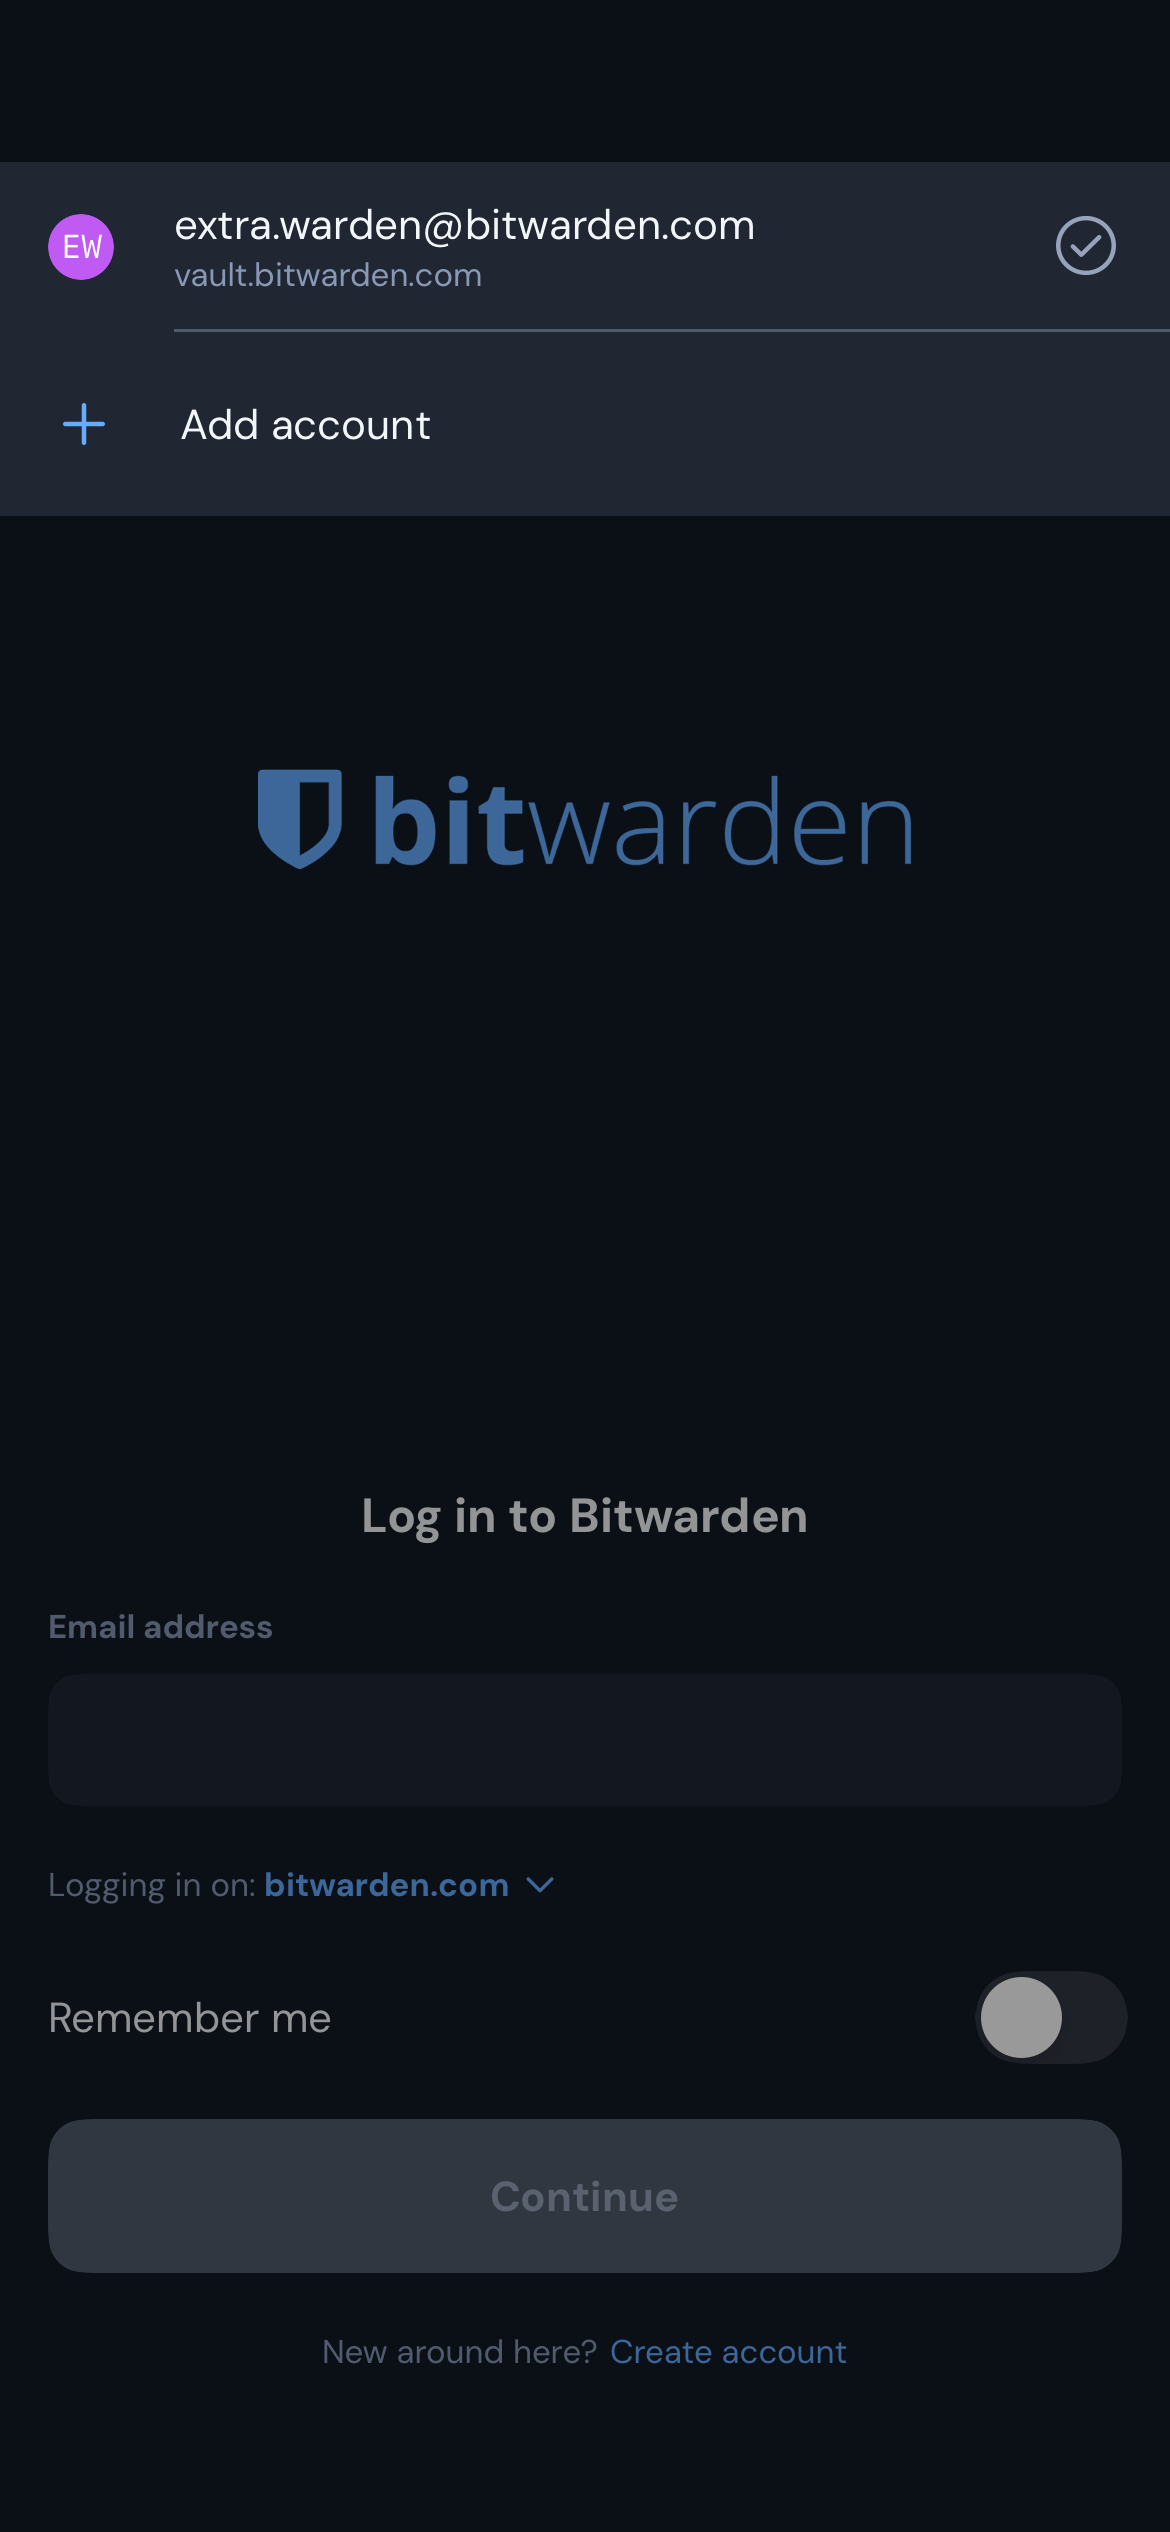 EW
extra.warden@bitwarden.com
vault.bitwarden.com
Add account
bitwarden
Log in to Bitwarden
Email address
Logging in on: bitwarden.com
Remember me
Continue
New around here? Create account